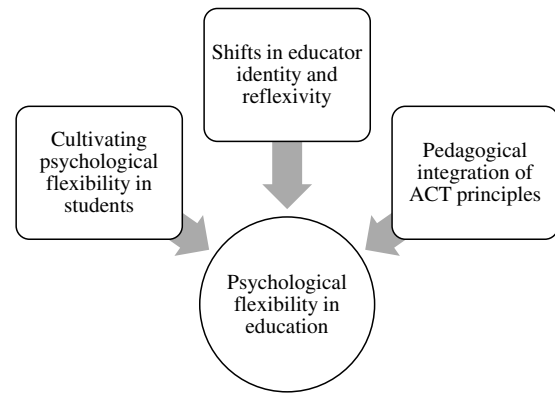 Shifts in educator
identity and
reflexivity
Cultivating
psychological
flexibility in
students
Pedagogical
integration of
ACT principles
Psychological
flexibility in
education